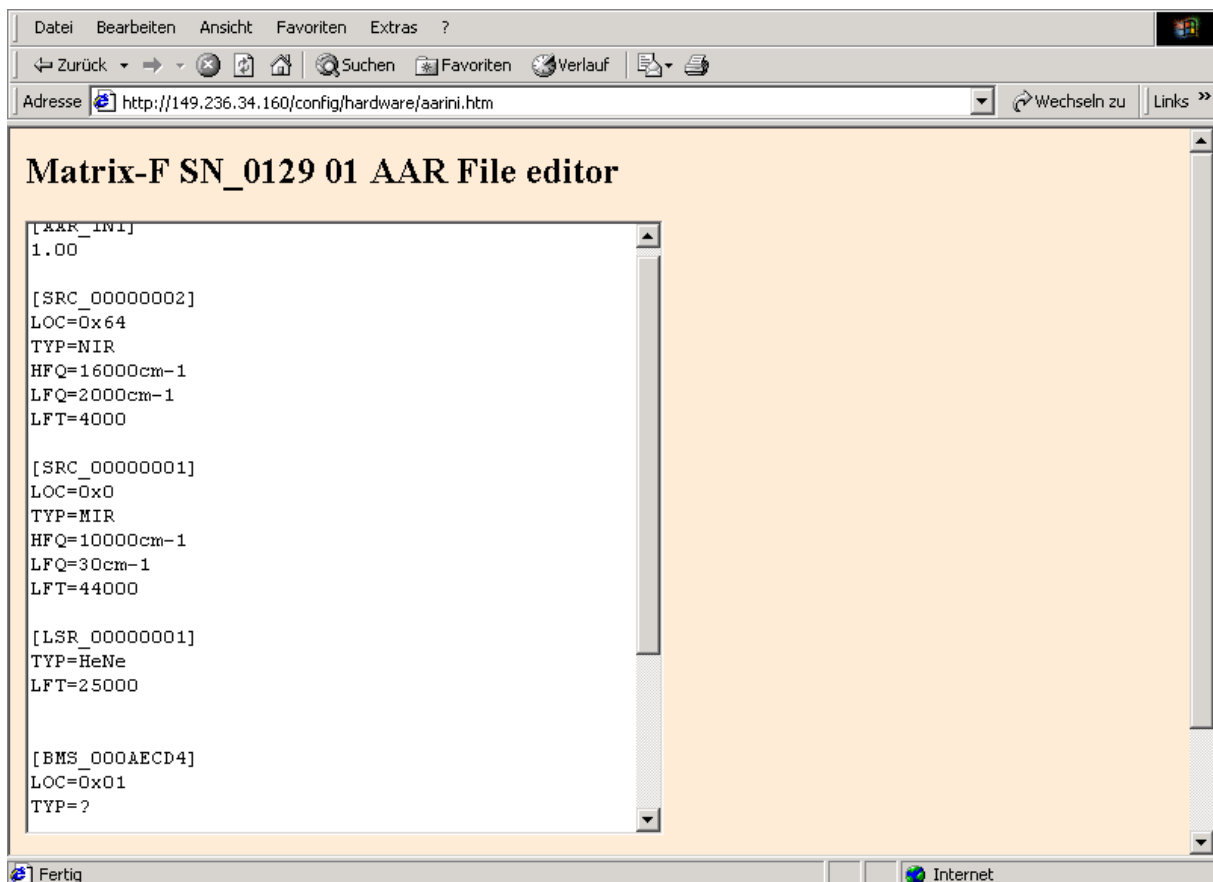 Datei Bearbeiten Ansicht Favoriten Extras ?
Zurück Suchen Favoriten Verlauf
Adresse http://149.236.34.160/config/hardware/aarini.htm Wechseln zu Links »
Matrix-F SN_0129 01 AAR File editor
[AAR_INI]
1.00
[SRC_00000002]
LOC=0x64
TYP=NIR
HFQ=16000cm-1
LFQ=2000cm-1
LFT=4000
[SRC_00000001]
LOC=0x0
TYP=MIR
HFQ=10000cm-1
LFQ=30cm-1
LFT=44000
[LSR_00000001]
TYP=HeNe
LFT=25000
[BMS_000AECD4]
LOC=0x01
TYP=?
Fertig Internet